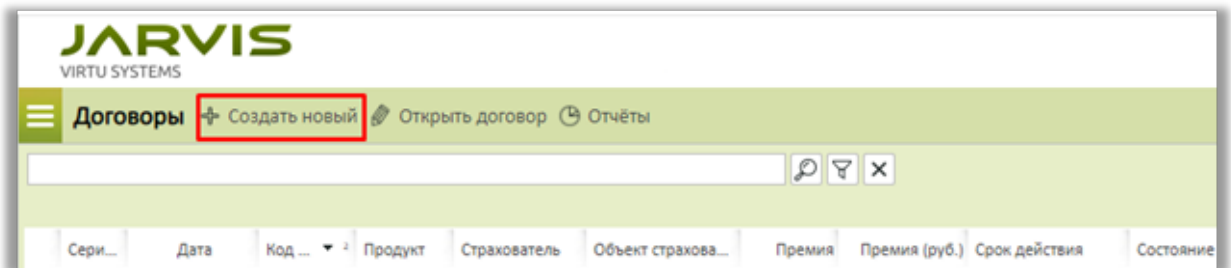 JARVIS
VIRTU SYSTEMS
Договоры Создать новый Открыть договор Отчёты
Сери... Дата Код ... 2 Продукт Страхователь Объект страхова... Премия Премия (руб.) Срок действия Состояние